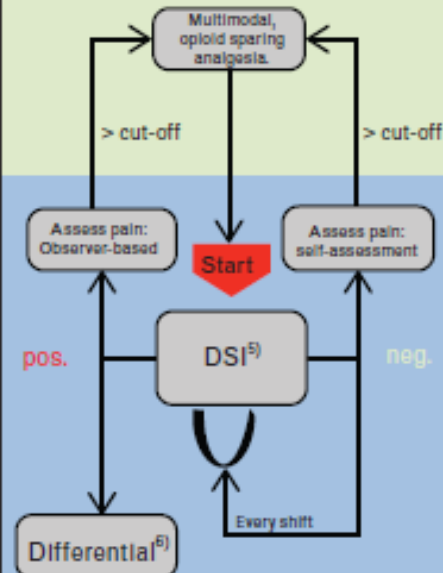 Multimodal,
opioid sparing
analgesia.
> cut-off
> cut-off
Assess pain:
Observer-based
Start
Assess pain:
self-assessment
pos.
DSI⁵⁾
neg.
Every shift
Differential⁶⁾